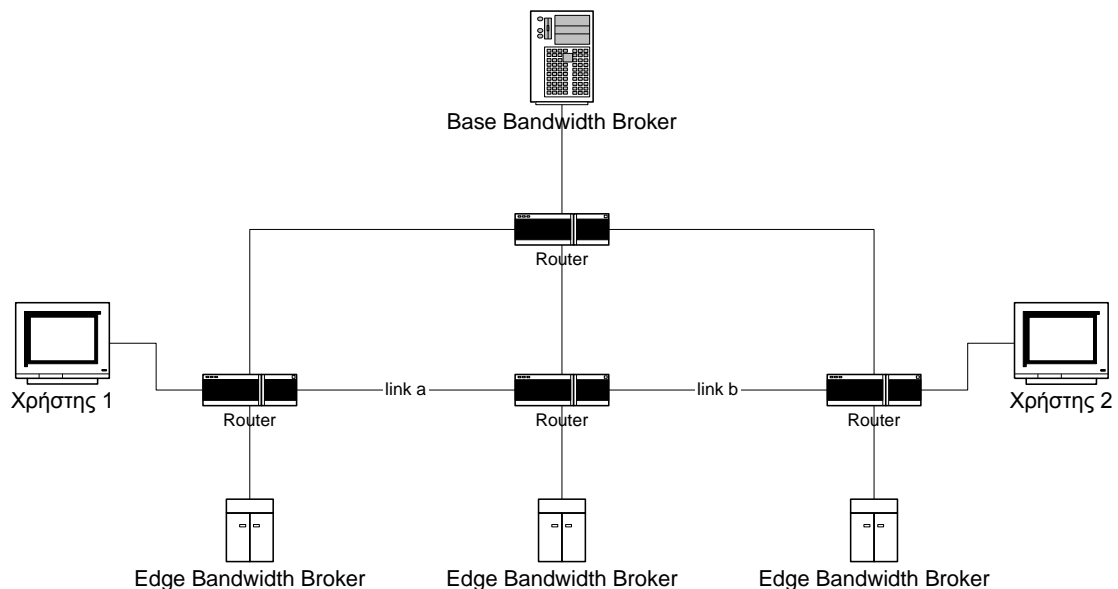 Base Bandwidth Broker
Router
Χρήστης 1
link a
link b
Χρήστης 2
Router
Router
Router
Edge Bandwidth Broker
Edge Bandwidth Broker
Edge Bandwidth Broker